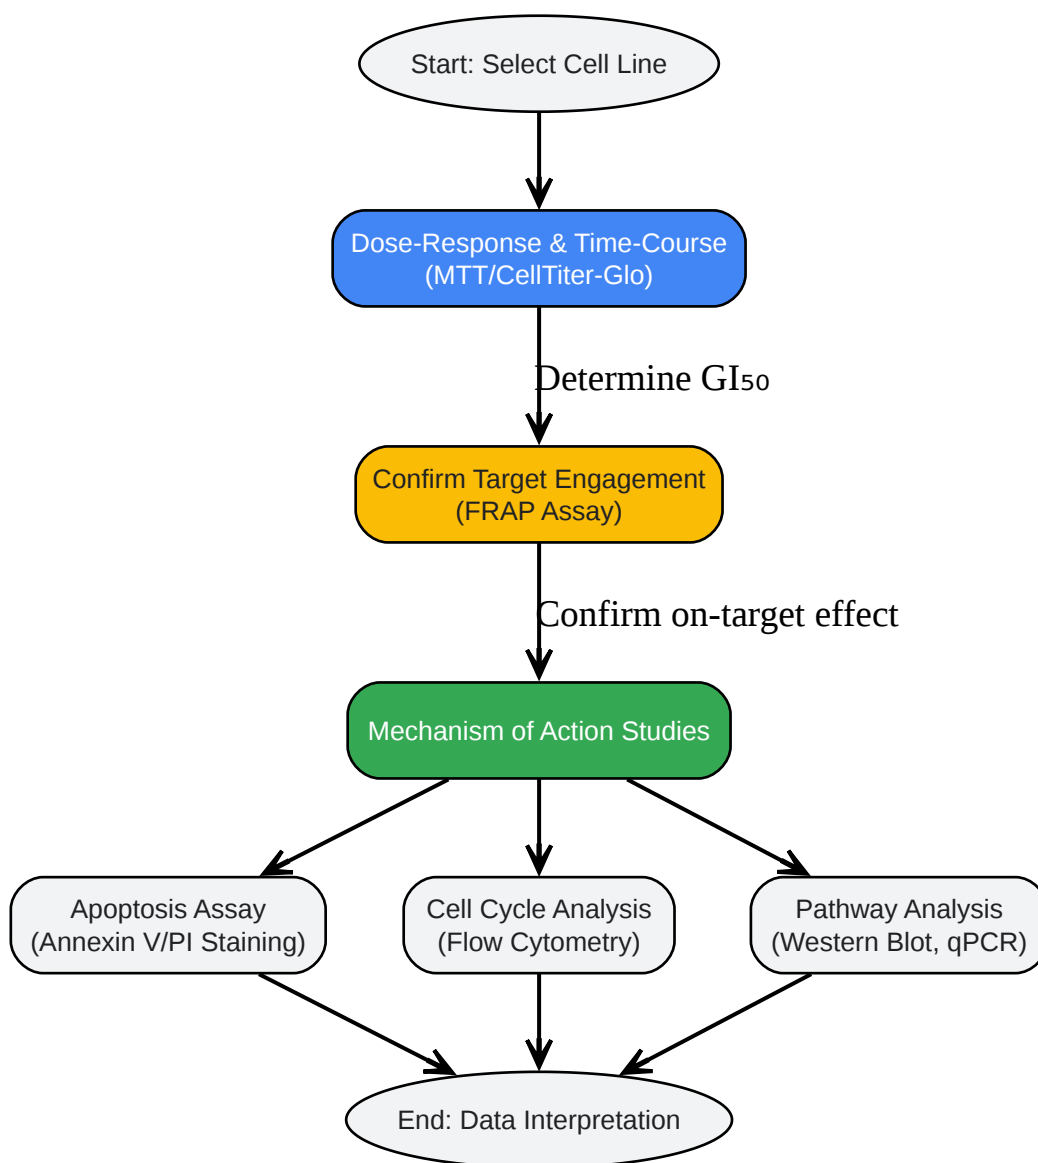 Start: Select Cell Line
Dose-Response & Time-Course
(MTT/CellTiter-Glo)
Determine GI₅₀
Confirm Target Engagement
(FRAP Assay)
Confirm on-target effect
Mechanism of Action Studies
Apoptosis Assay
(Annexin V/PI Staining)
Cell Cycle Analysis
(Flow Cytometry)
Pathway Analysis
(Western Blot, qPCR)
End: Data Interpretation